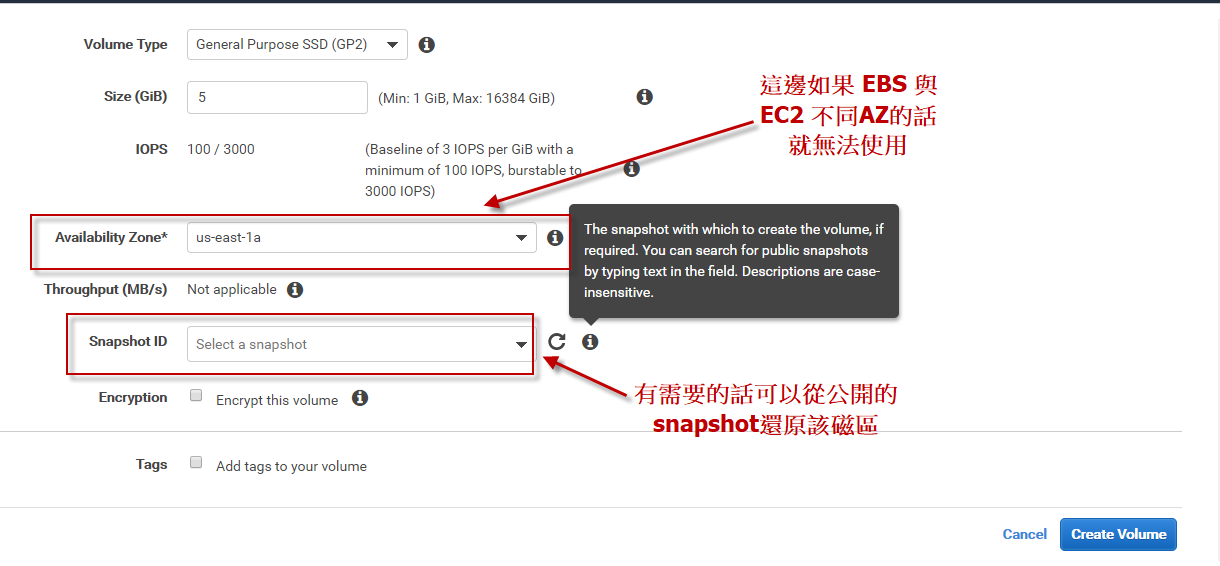 Volume Type General Purpose SSD (GP2)
Size (GiB) 5 (Min: 1 GiB, Max: 16384 GiB)
這邊如果 EBS 與
EC2 不同AZ的話
就無法使用
IOPS 100 / 3000 (Baseline of 3 IOPS per GiB with a
minimum of 100 IOPS, burstable to
3000 IOPS)
Availability Zone* us-east-1a
The snapshot with which to create the volume, if
required. You can search for public snapshots
by typing text in the field. Descriptions are case-
insensitive.
Throughput (MB/s) Not applicable
Snapshot ID Select a snapshot
有需要的話可以從公開的
snapshot還原該磁區
Encryption Encrypt this volume
Tags Add tags to your volume
Cancel Create Volume